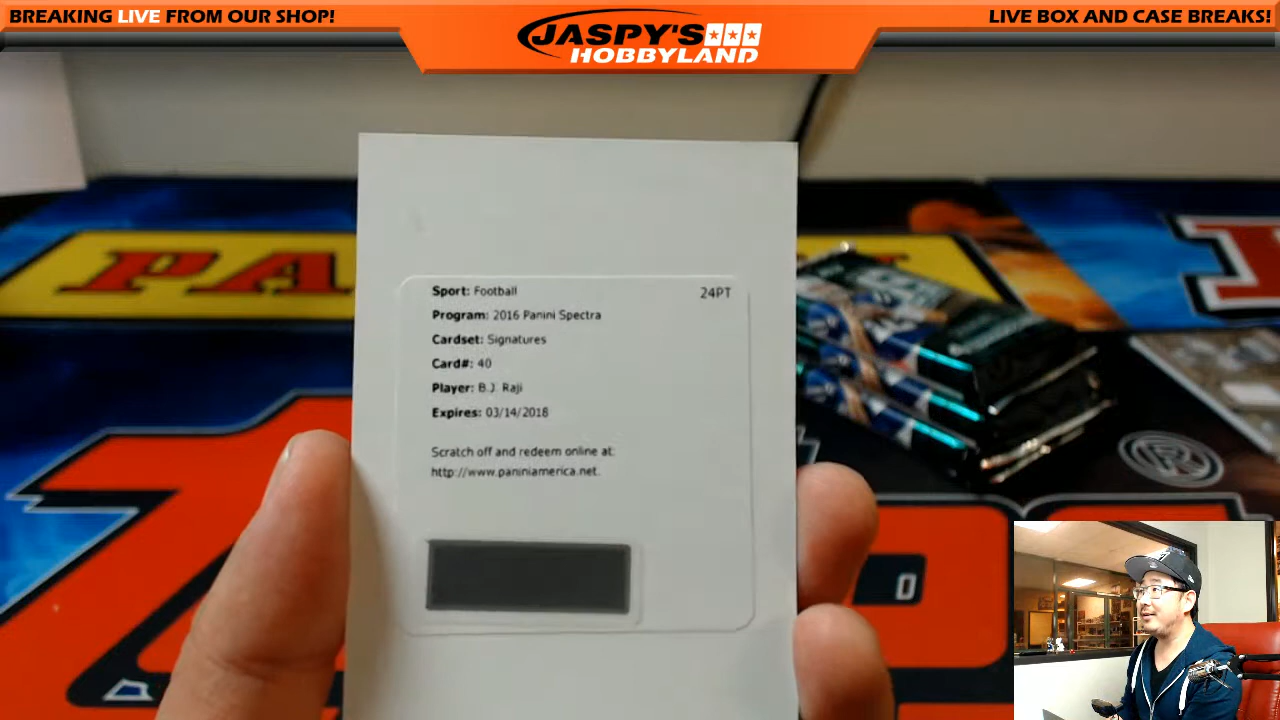 BREAKING LIVE FROM OUR SHOP!
JASPY'S
HOBBYLAND
LIVE BOX AND CASE BREAKS!
PA
Sport: Football
24PT
Program: 2016 Panini Spectra
Cardset: Signatures
Card#: 40
Player: B.J. Raji
Expires: 03/14/2018
Scratch off and redeem online at:
http://www.paniniamerica.net.
R